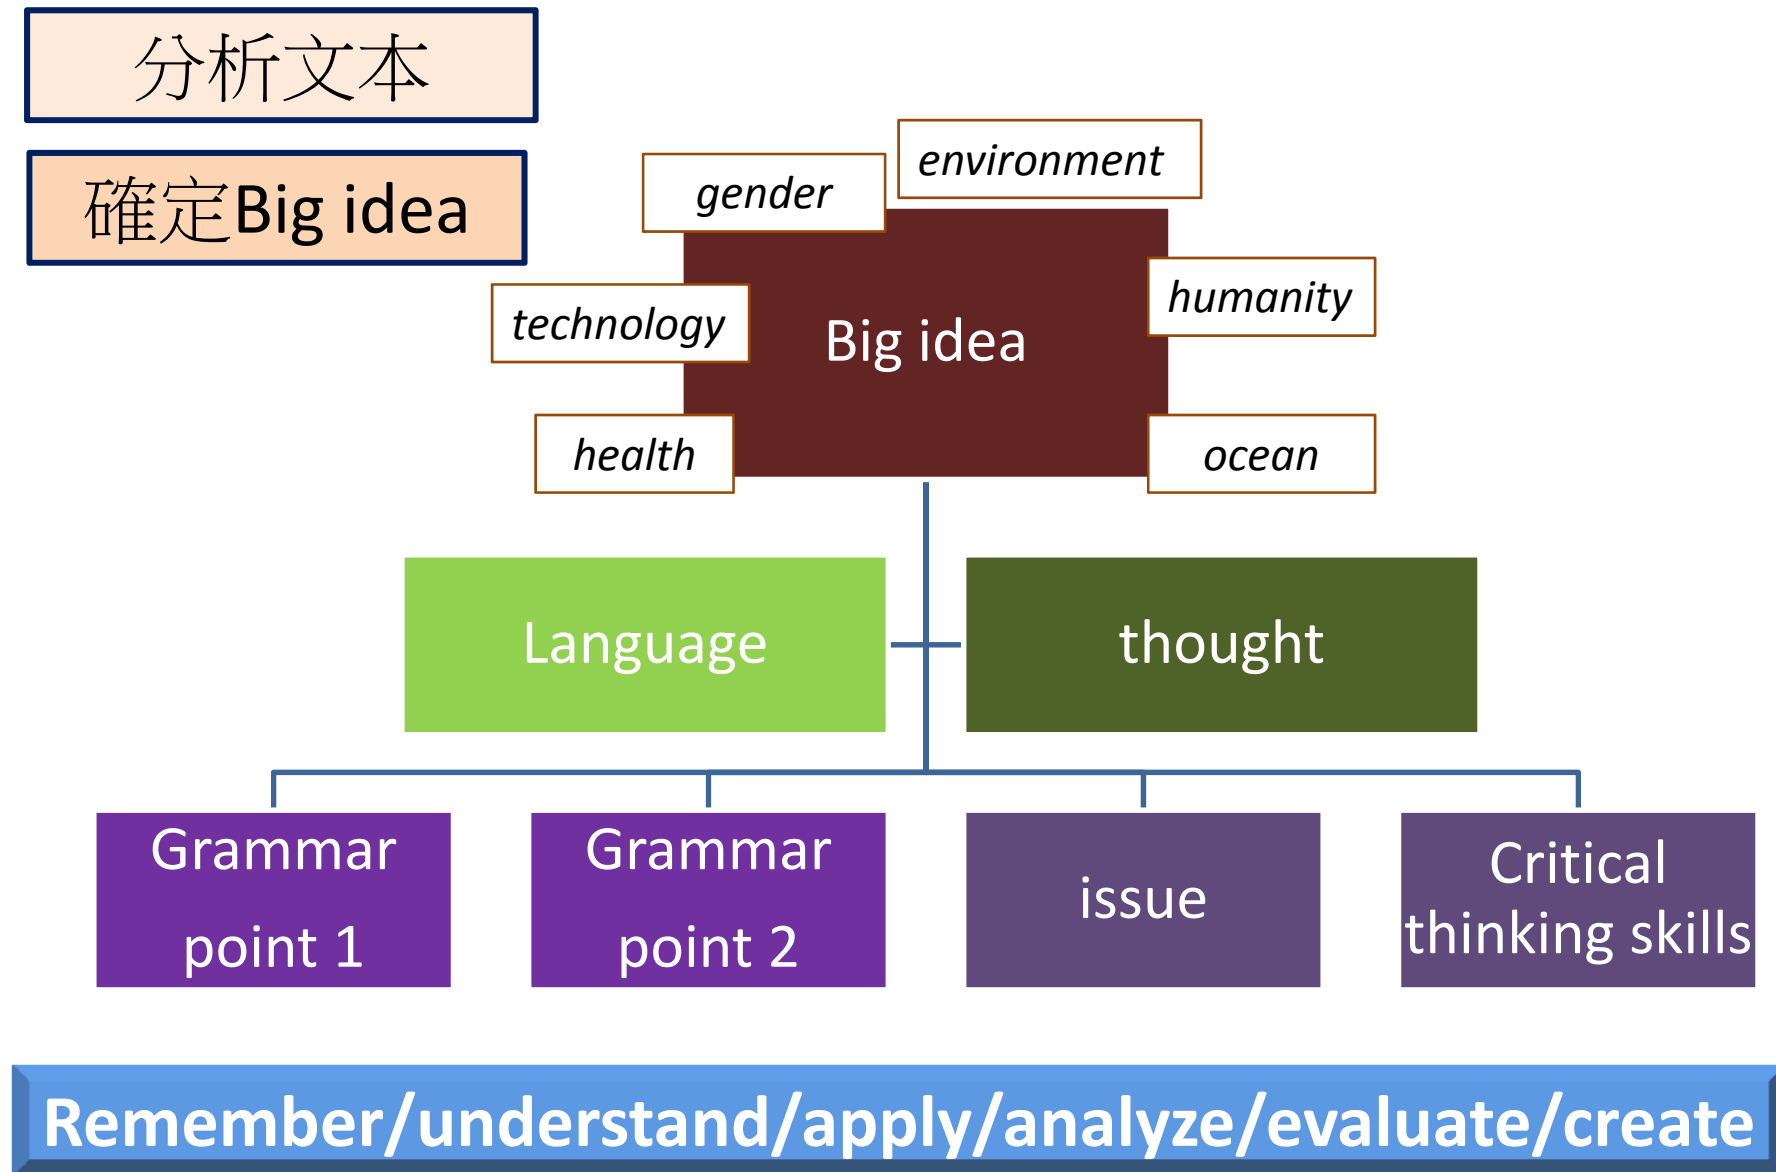 分析文本
確定Big idea
environment
gender
humanity
technology
Big idea
health
ocean
Language
thought
Grammar
point 1
Grammar
point 2
issue
Critical
thinking skills
Remember/understand/apply/analyze/evaluate/create